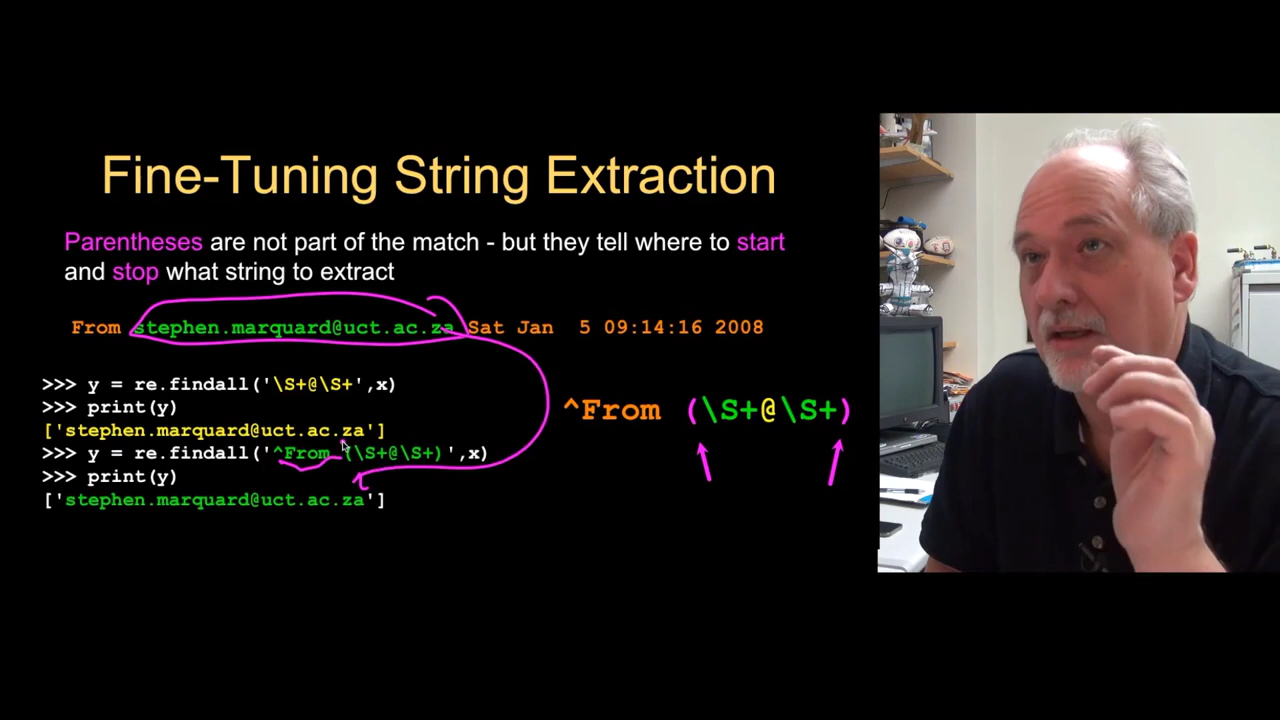 Fine-Tuning String Extraction
Parentheses are not part of the match - but they tell where to start
and stop what string to extract
From stephen.marquard@uct.ac.za Sat Jan  5 09:14:16 2008
>>> y = re.findall('\S+@\S+',x)
>>> print(y)
['stephen.marquard@uct.ac.za']
>>> y = re.findall('^From (\S+@\S+)',x)
>>> print(y)
['stephen.marquard@uct.ac.za']
^From (\S+@\S+)